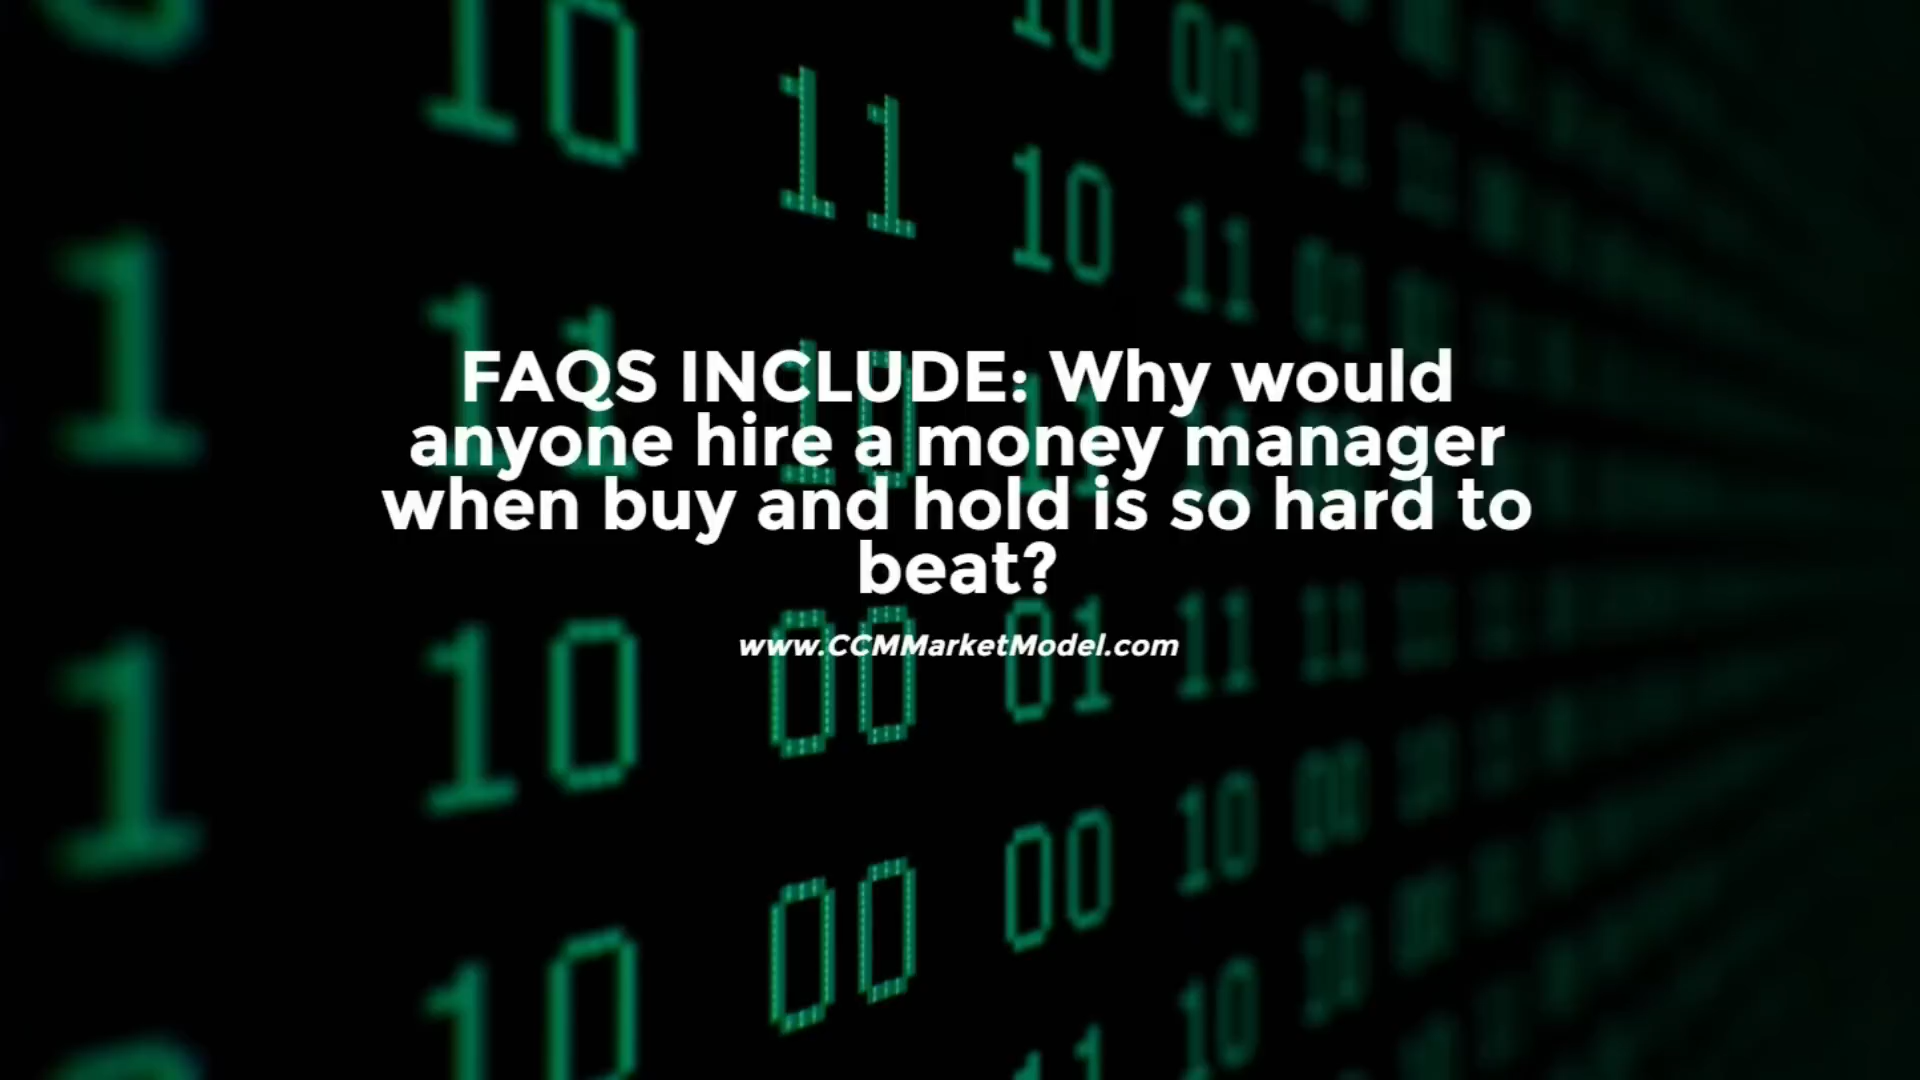 FAQS INCLUDE: Why would
anyone hire a money manager
when buy and hold is so hard to
beat?
www.CCMMarketModel.com